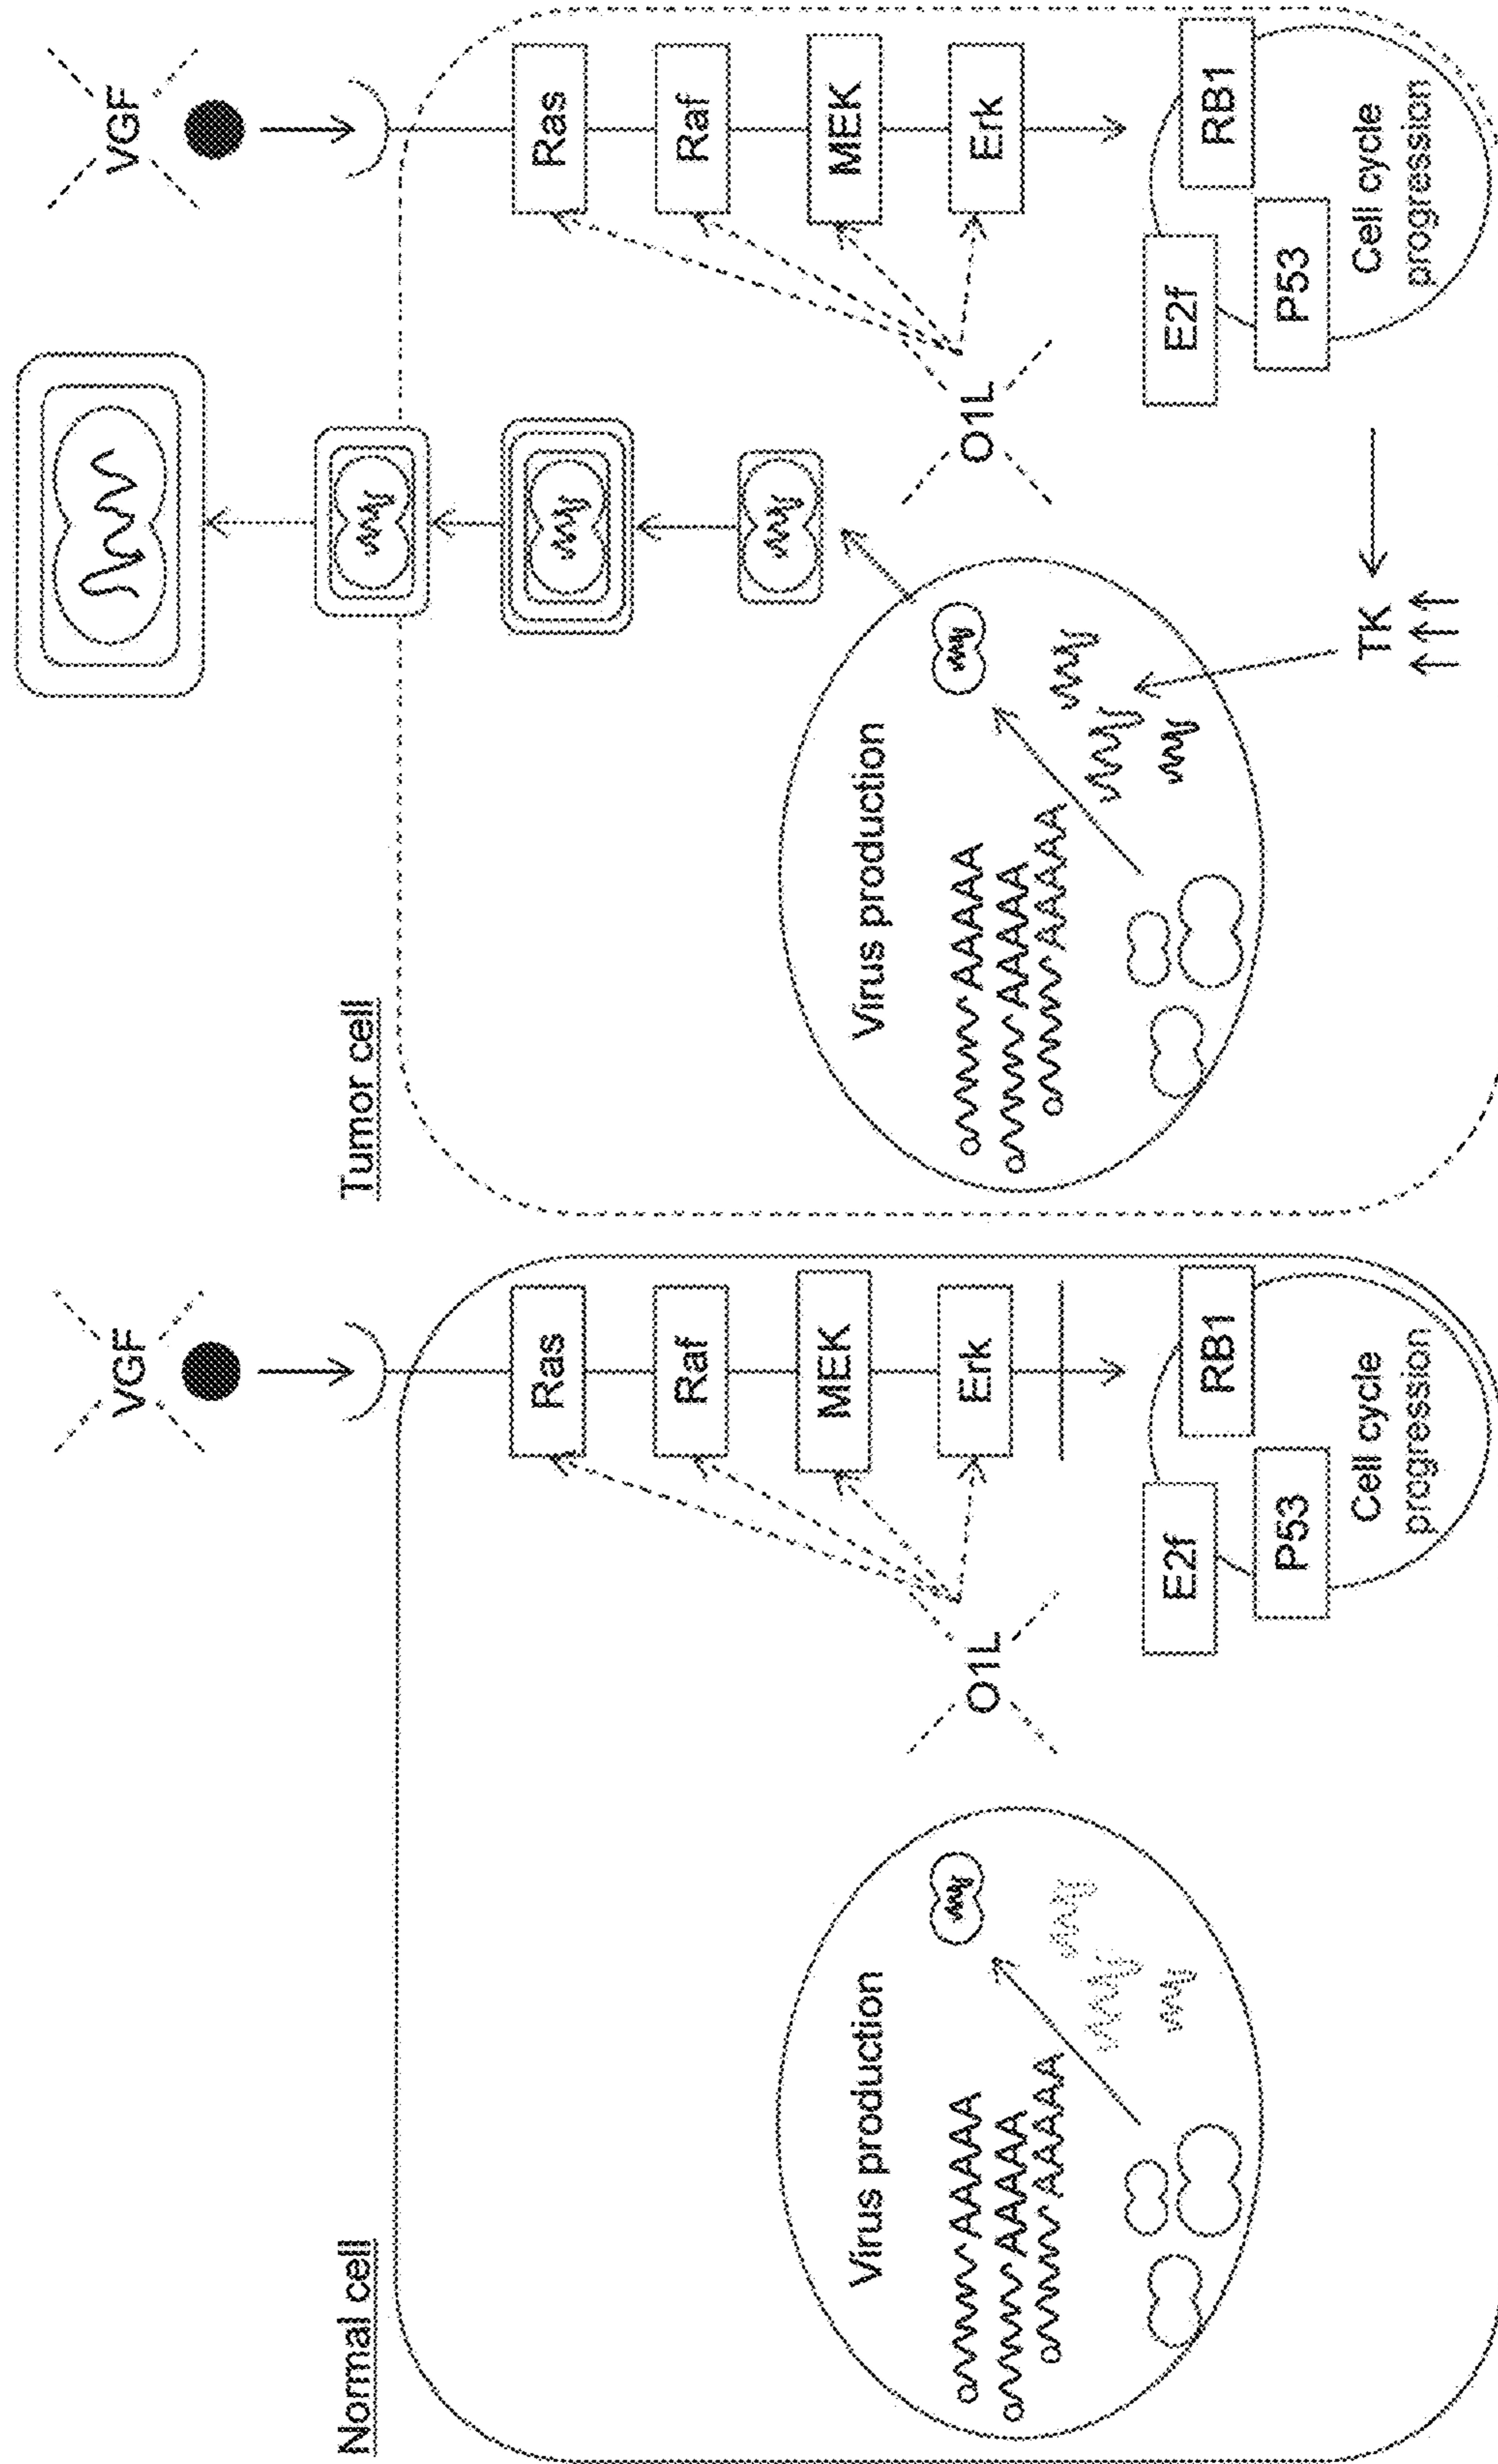 Normal cell
VGF
Ras
Raf
MEK
Erk
O1L
E2f
RB1
P53
Cell cycle
progression
Virus production
AAAAA
AAAAA
AAAAA
Tumor cell
VGF
Ras
Raf
MEK
Erk
O1L
E2f
RB1
P53
Cell cycle
progression
TK
Virus production
AAAAA
AAAAA
AAAAA